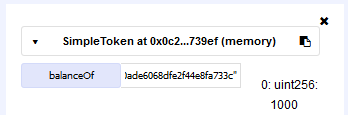 SimpleToken at 0x0c2...739ef (memory)
balanceOf
0ade6068dfe2f44e8fa733c"
0: uint256:
1000